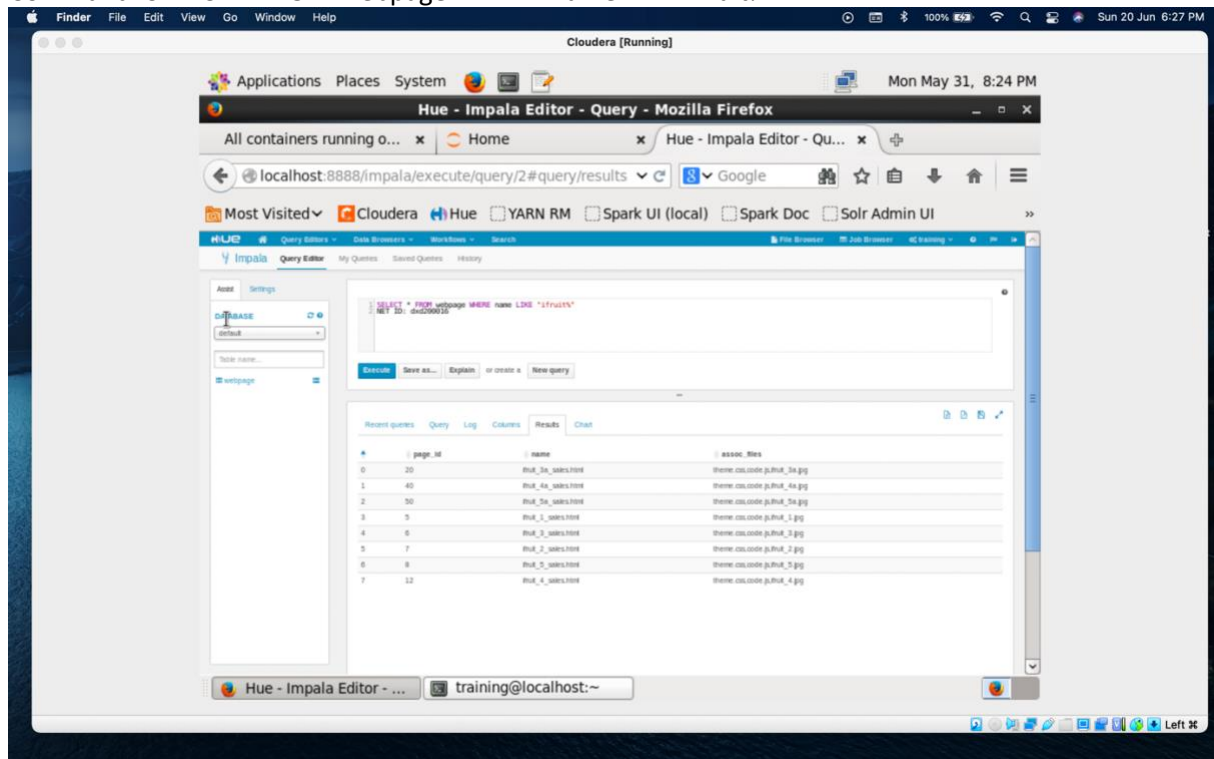 Finder File Edit View Go Window Help 100% Sun 20 Jun 6:27 PM
Cloudera [Running]
Applications Places System Mon May 31, 8:24 PM
Hue - Impala Editor - Query - Mozilla Firefox
All containers running o... Home Hue - Impala Editor - Qu...
localhost:8888/impala/execute/query/2#query/results Google
Most Visited Cloudera Hue YARN RM Spark UI (local) Spark Doc Solr Admin UI »
HUE Query Editors Data Browsers Workflows Search File Browser Job Browser training
Impala Query Editor My Queries Saved Queries History
Assist Settings
DATABASE
default
Table name...
webpage
1 SELECT * FROM webpage WHERE name LIKE "ifruit%"
2 NET ID: dxd200016
Execute Save as... Explain or create a New query
Recent queries Query Log Columns Results Chart
page_id name assoc_files
0 20 ifruit_3a_sales.html theme.css,code.js,ifruit_3a.jpg
1 40 ifruit_4a_sales.html theme.css,code.js,ifruit_4a.jpg
2 50 ifruit_5a_sales.html theme.css,code.js,ifruit_5a.jpg
3 5 ifruit_1_sales.html theme.css,code.js,ifruit_1.jpg
4 6 ifruit_3_sales.html theme.css,code.js,ifruit_3.jpg
5 7 ifruit_2_sales.html theme.css,code.js,ifruit_2.jpg
6 8 ifruit_5_sales.html theme.css,code.js,ifruit_5.jpg
7 12 ifruit_4_sales.html theme.css,code.js,ifruit_4.jpg
Hue - Impala Editor - ... training@localhost:~
Left ⌘